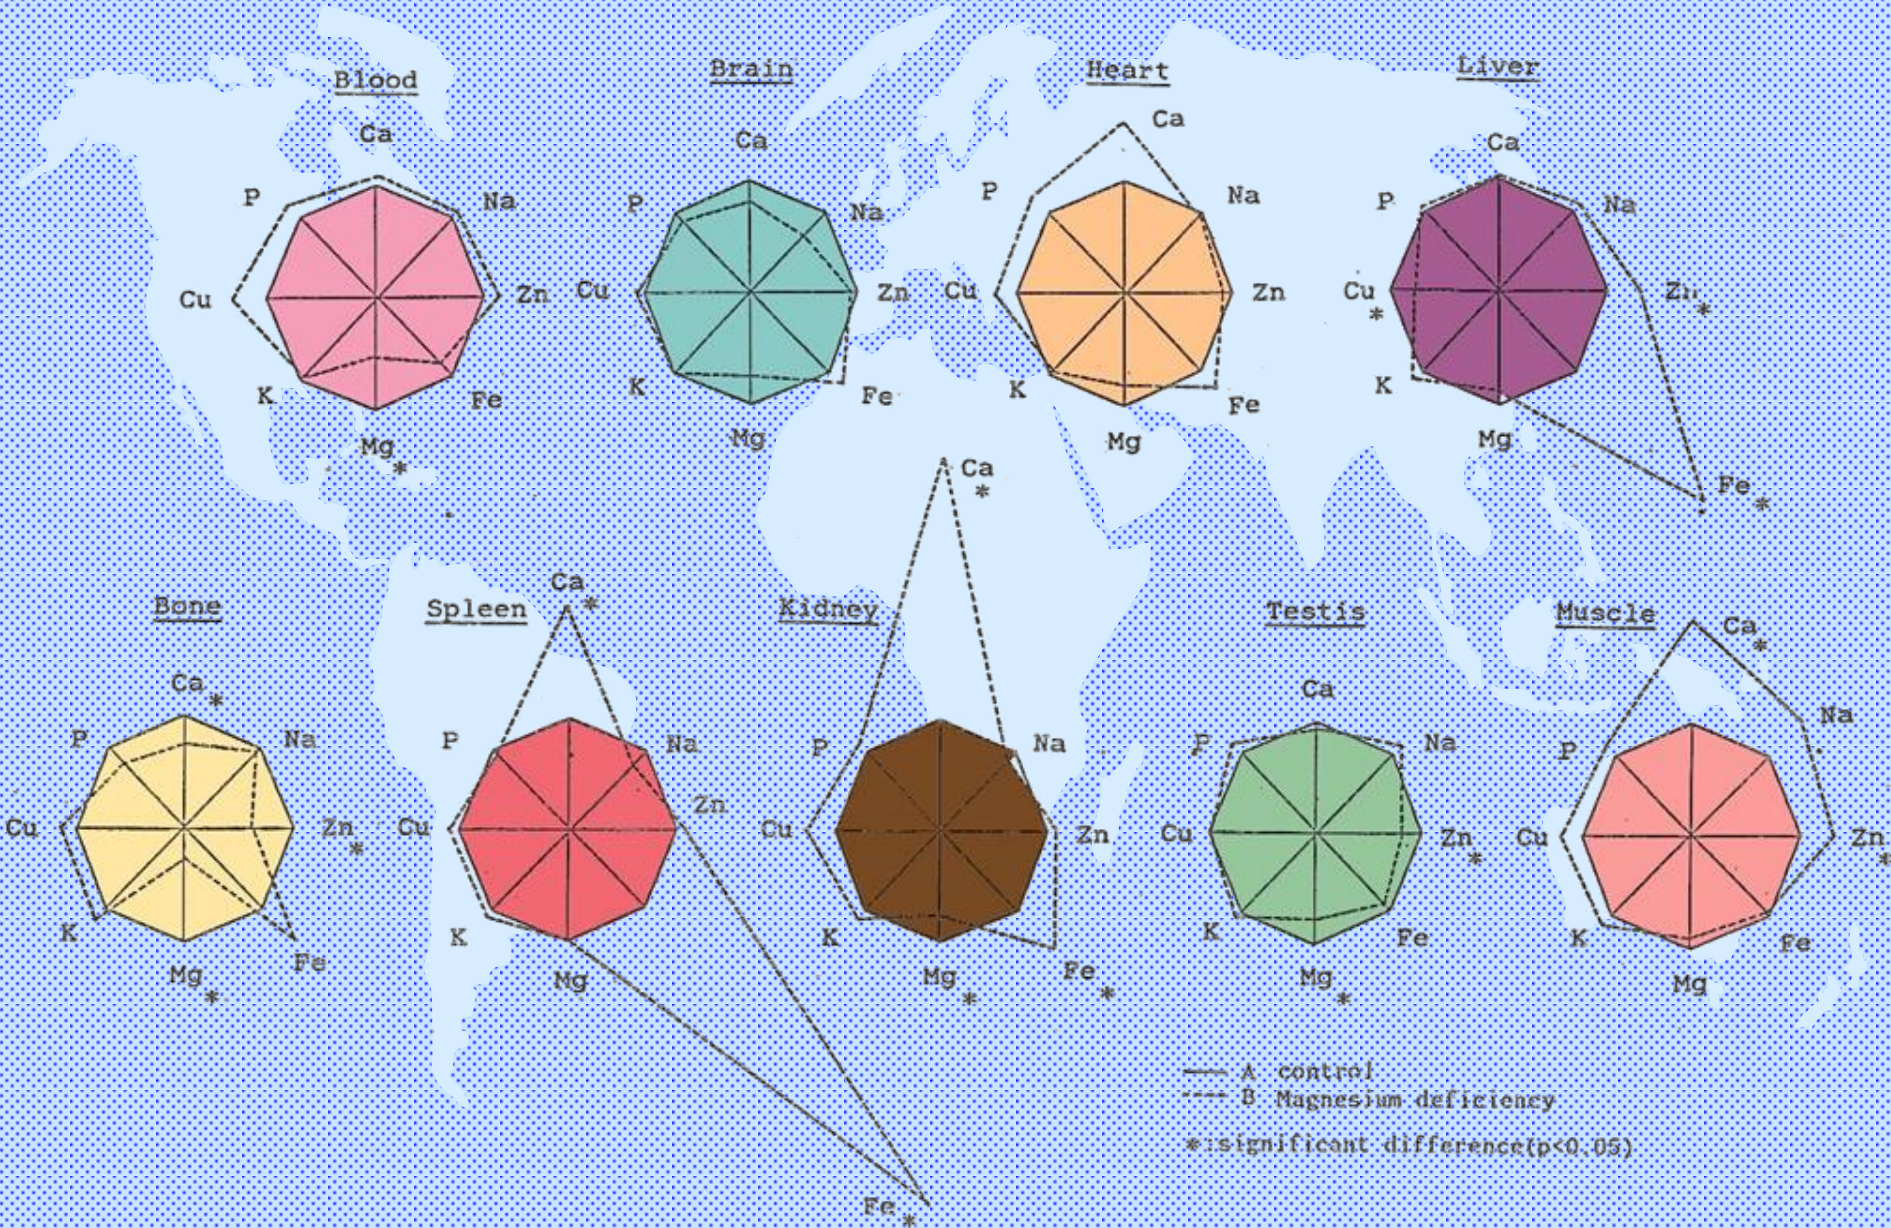 Blood
Ca
P
Na
Cu
Zn
K
Fe
Mg *
Brain
Ca
P
Na
Cu
Zn
K
Fe
Mg
Heart
Ca
P
Na
Cu
Zn
K
Fe
Mg
Liver
Ca
P
Na
Cu *
Zn *
K
Mg
Fe *
Bone
Ca *
P
Na
Cu
Zn *
K
Fe
Mg *
Spleen
Ca *
P
Na
Cu
Zn
K
Mg
Fe *
Kidney
Ca *
P
Na
Cu
Zn
K
Fe *
Mg *
Testis
Ca
P
Na
Cu
Zn *
K
Fe
Mg *
Muscle
Ca *
P
Na
Cu
Zn *
K
Fe
Mg
A control
B Magnesium deficiency
*:significant difference(p<0.05)